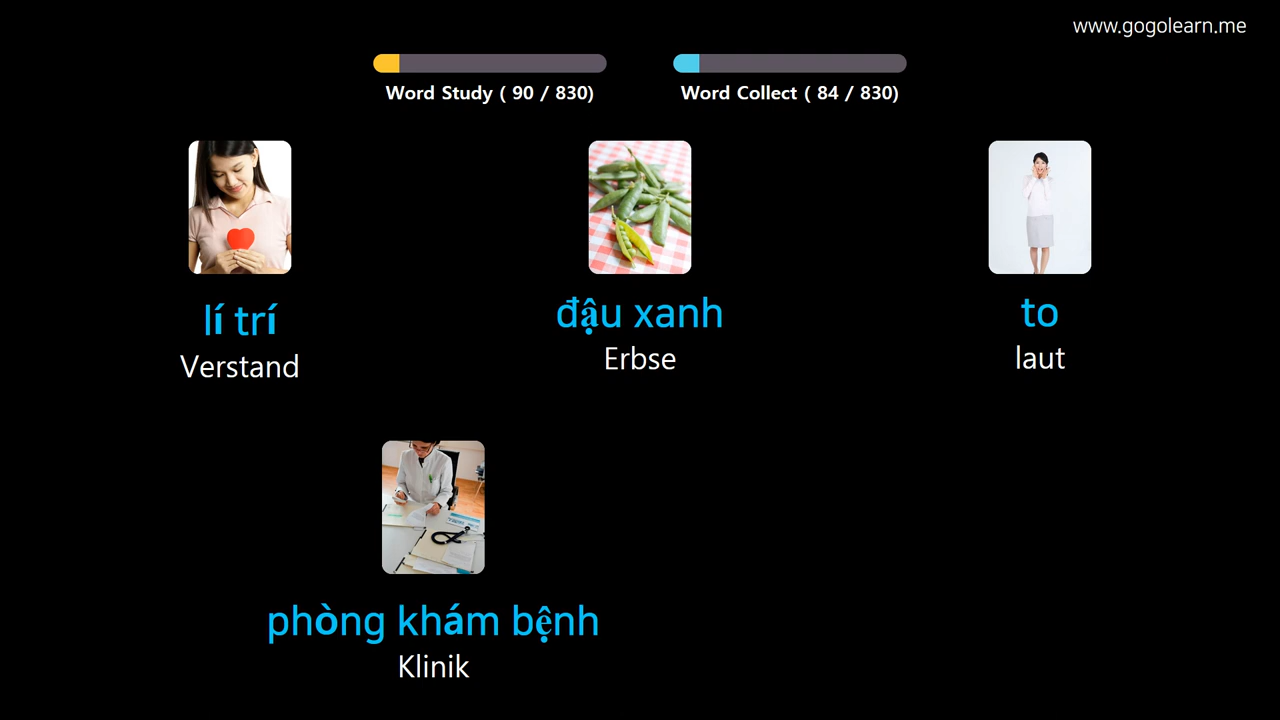 www.gogolearn.me
Word Study ( 90 / 830)
Word Collect ( 84 / 830)
lí trí
Verstand
đậu xanh
Erbse
to
laut
phòng khám bệnh
Klinik